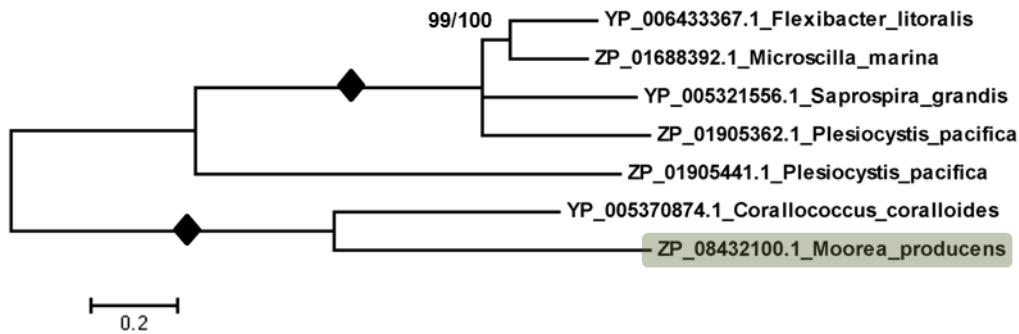 99/100
YP_006433367.1_Flexibacter_litoralis
ZP_01688392.1_Microscilla_marina
YP_005321556.1_Saprospira_grandis
ZP_01905362.1_Plesiocystis_pacifica
ZP_01905441.1_Plesiocystis_pacifica
YP_005370874.1_Corallococcus_coralloides
ZP_08432100.1_Moorea_producens
0.2